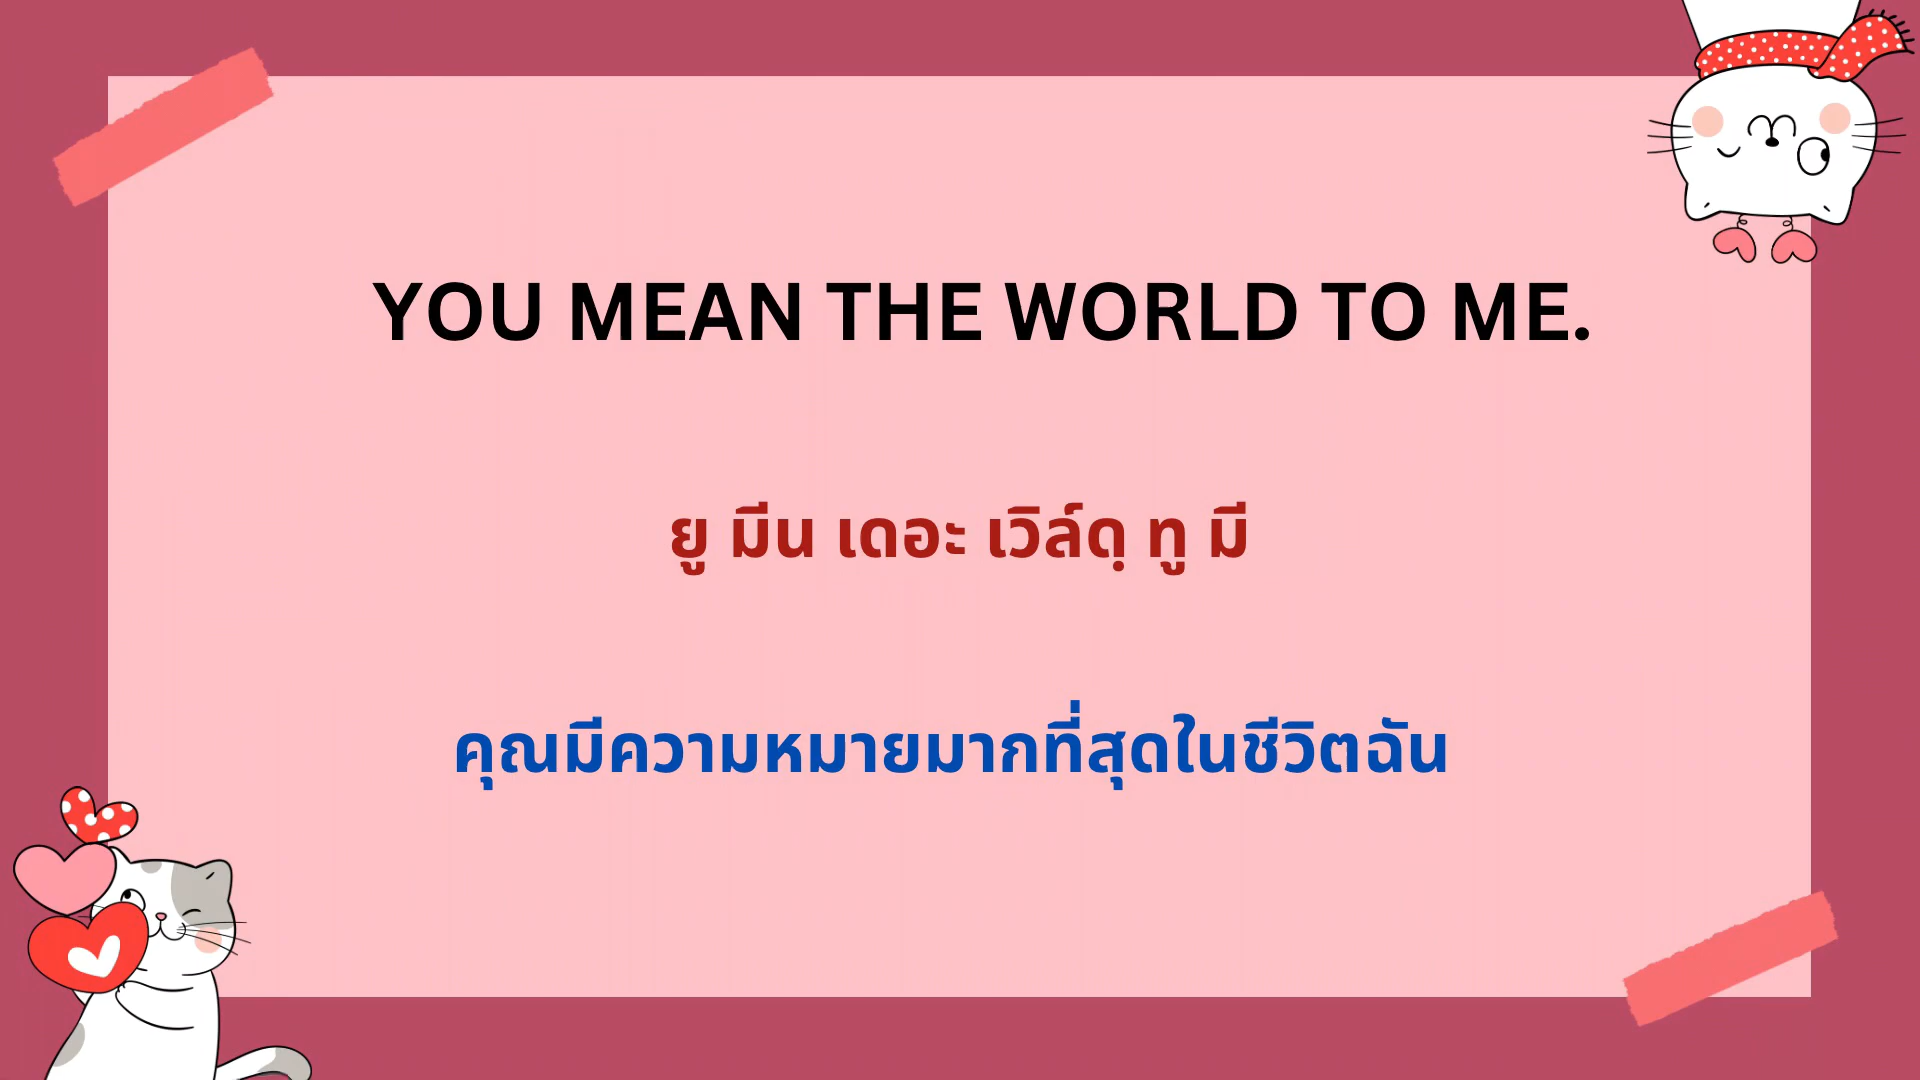 YOU MEAN THE WORLD TO ME.
ยู มีน เดอะ เวิล์ดฺ ทู มี
คุณมีความหมายมากที่สุดในชีวิตฉัน